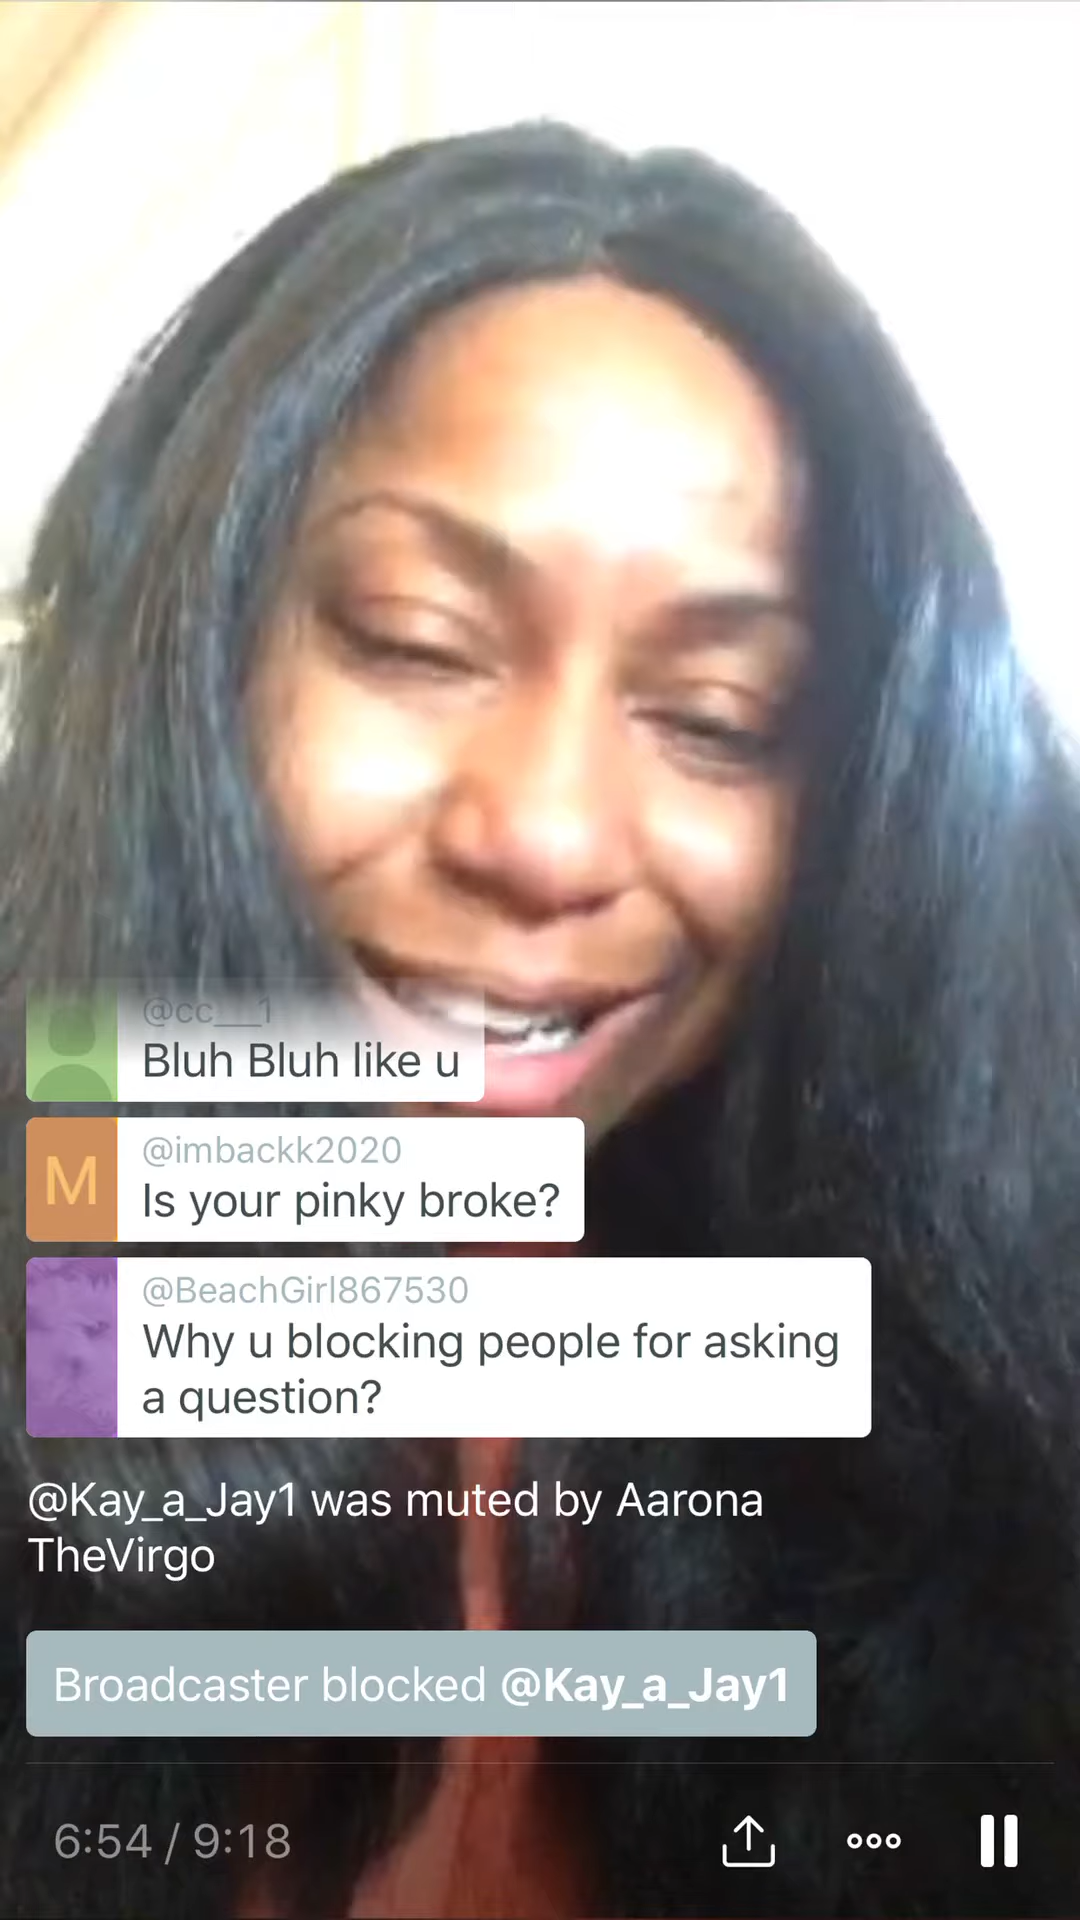 @cc___1
Bluh Bluh like u
M
@imbackk2020
Is your pinky broke?
@BeachGirl867530
Why u blocking people for asking
a question?
@Kay_a_Jay1 was muted by Aarona
TheVirgo
Broadcaster blocked @Kay_a_Jay1
6:54 / 9:18